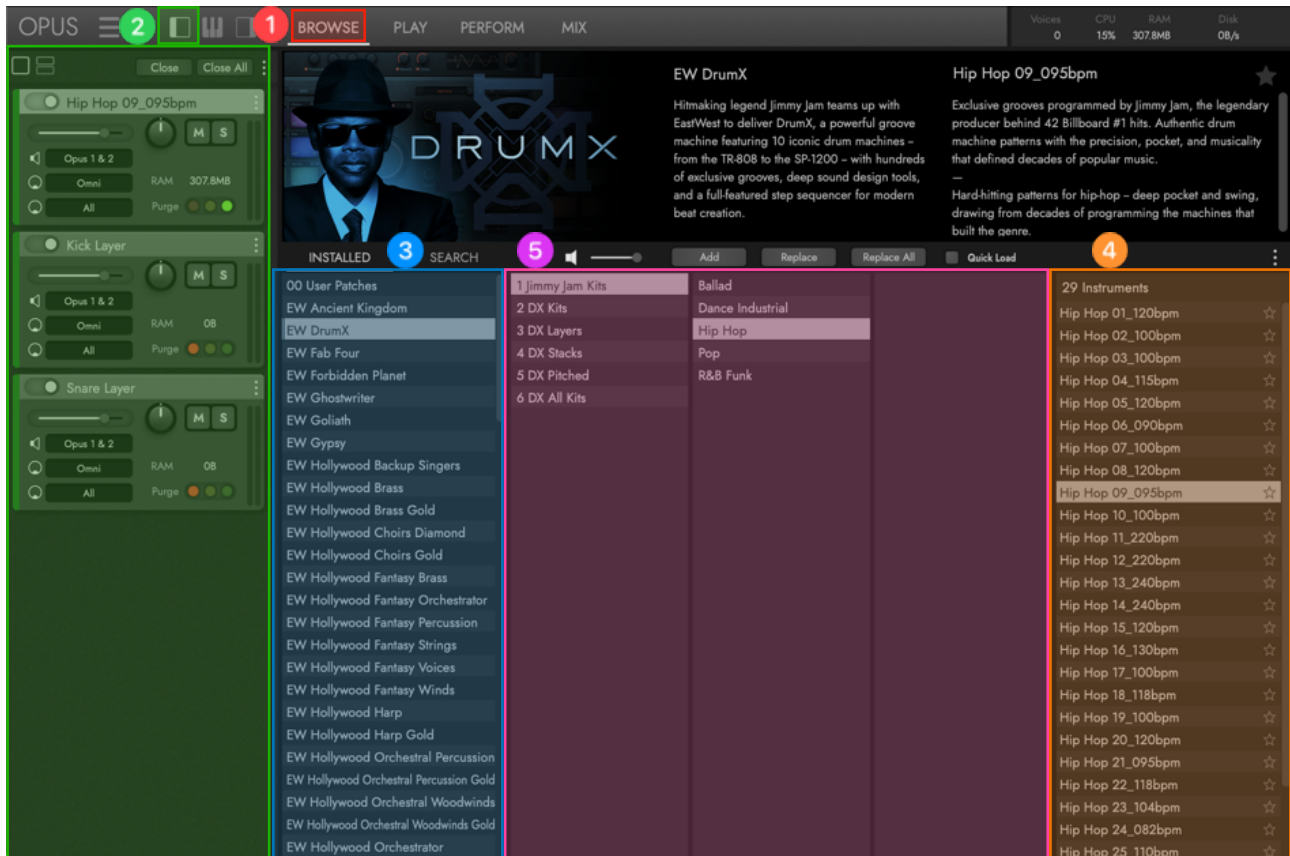 OPUS
2
1
BROWSE
PLAY
PERFORM
MIX
Voices CPU RAM Disk
0 15% 307.8MB 0B/s
Close
Close All
Hip Hop 09_095bpm
M S
Opus 1 & 2
Omni
RAM 307.8MB
All
Purge
Kick Layer
M S
Opus 1 & 2
Omni
RAM 0B
All
Purge
Snare Layer
M S
Opus 1 & 2
Omni
RAM 0B
All
Purge
DRUMX
EW DrumX
Hitmaking legend Jimmy Jam teams up with
EastWest to deliver DrumX, a powerful groove
machine featuring 10 iconic drum machines –
from the TR-808 to the SP-1200 – with hundreds
of exclusive grooves, deep sound design tools,
and a full-featured step sequencer for modern
beat creation.
Hip Hop 09_095bpm
Exclusive grooves programmed by Jimmy Jam, the legendary
producer behind 42 Billboard #1 hits. Authentic drum
machine patterns with the precision, pocket, and musicality
that defined decades of popular music.
—
Hard-hitting patterns for hip-hop – deep pocket and swing,
drawing from decades of programming the machines that
built the genre.
INSTALLED
3
SEARCH
5
Add
Replace
Replace All
Quick Load
4
00 User Patches
EW Ancient Kingdom
EW DrumX
EW Fab Four
EW Forbidden Planet
EW Ghostwriter
EW Goliath
EW Gypsy
EW Hollywood Backup Singers
EW Hollywood Brass
EW Hollywood Brass Gold
EW Hollywood Choirs Diamond
EW Hollywood Choirs Gold
EW Hollywood Fantasy Brass
EW Hollywood Fantasy Orchestrator
EW Hollywood Fantasy Percussion
EW Hollywood Fantasy Strings
EW Hollywood Fantasy Voices
EW Hollywood Fantasy Winds
EW Hollywood Harp
EW Hollywood Harp Gold
EW Hollywood Orchestral Percussion
EW Hollywood Orchestral Percussion Gold
EW Hollywood Orchestral Woodwinds
EW Hollywood Orchestral Woodwinds Gold
EW Hollywood Orchestrator
1 Jimmy Jam Kits
2 DX Kits
3 DX Layers
4 DX Stacks
5 DX Pitched
6 DX All Kits
Ballad
Dance Industrial
Hip Hop
Pop
R&B Funk
29 Instruments
Hip Hop 01_120bpm
Hip Hop 02_100bpm
Hip Hop 03_100bpm
Hip Hop 04_115bpm
Hip Hop 05_120bpm
Hip Hop 06_090bpm
Hip Hop 07_100bpm
Hip Hop 08_120bpm
Hip Hop 09_095bpm
Hip Hop 10_100bpm
Hip Hop 11_220bpm
Hip Hop 12_220bpm
Hip Hop 13_240bpm
Hip Hop 14_240bpm
Hip Hop 15_120bpm
Hip Hop 16_130bpm
Hip Hop 17_100bpm
Hip Hop 18_118bpm
Hip Hop 19_100bpm
Hip Hop 20_120bpm
Hip Hop 21_095bpm
Hip Hop 22_118bpm
Hip Hop 23_104bpm
Hip Hop 24_082bpm
Hip Hop 25_110bpm